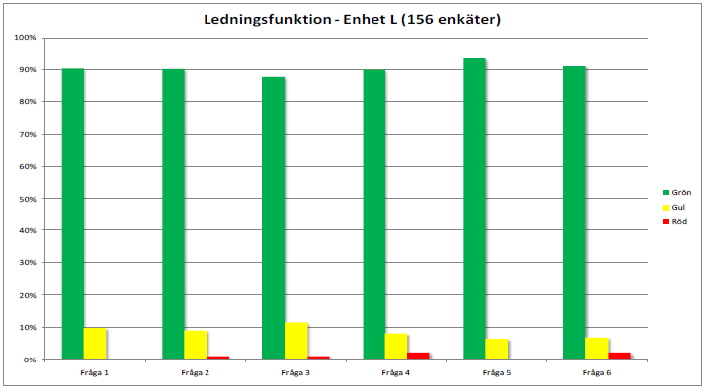 Ledningsfunktion - Enhet L (156 enkäter)
100%
90%
80%
70%
60%
50%
40%
30%
20%
10%
0%
Fråga 1 Fråga 2 Fråga 3 Fråga 4 Fråga 5 Fråga 6
Grön
Gul
Röd